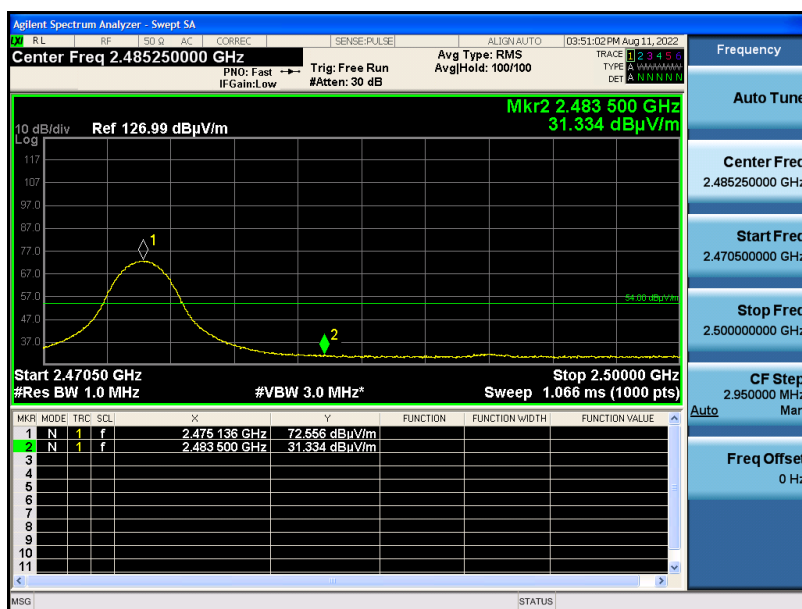 Agilent Spectrum Analyzer - Swept SA
LXI RL RF 50 Ω AC CORREC SENSE:PULSE ALIGN AUTO 03:51:02 PM Aug 11, 2022
Center Freq 2.485250000 GHz
PNO: Fast
IFGain:Low
Trig: Free Run
#Atten: 30 dB
Avg Type: RMS
Avg|Hold: 100/100
TRACE 1 2 3 4 5 6
TYPE A WWWWW
DET A N N N N N
Mkr2 2.483 500 GHz
31.334 dBµV/m
10 dB/div Ref 126.99 dBµV/m
Log
117
107
97.0
87.0
77.0
67.0
57.0
47.0
37.0
1
2
54.00 dBµV/m
Start 2.47050 GHz Stop 2.50000 GHz
#Res BW 1.0 MHz #VBW 3.0 MHz* Sweep 1.066 ms (1000 pts)
MKR MODE TRC SCL X Y FUNCTION FUNCTION WIDTH FUNCTION VALUE
1 N 1 f 2.475 136 GHz 72.556 dBµV/m
2 N 1 f 2.483 500 GHz 31.334 dBµV/m
3
4
5
6
7
8
9
10
11
MSG STATUS
Frequency
Auto Tune
Center Freq
2.485250000 GHz
Start Freq
2.470500000 GHz
Stop Freq
2.500000000 GHz
CF Step
2.950000 MHz
Auto Man
Freq Offset
0 Hz